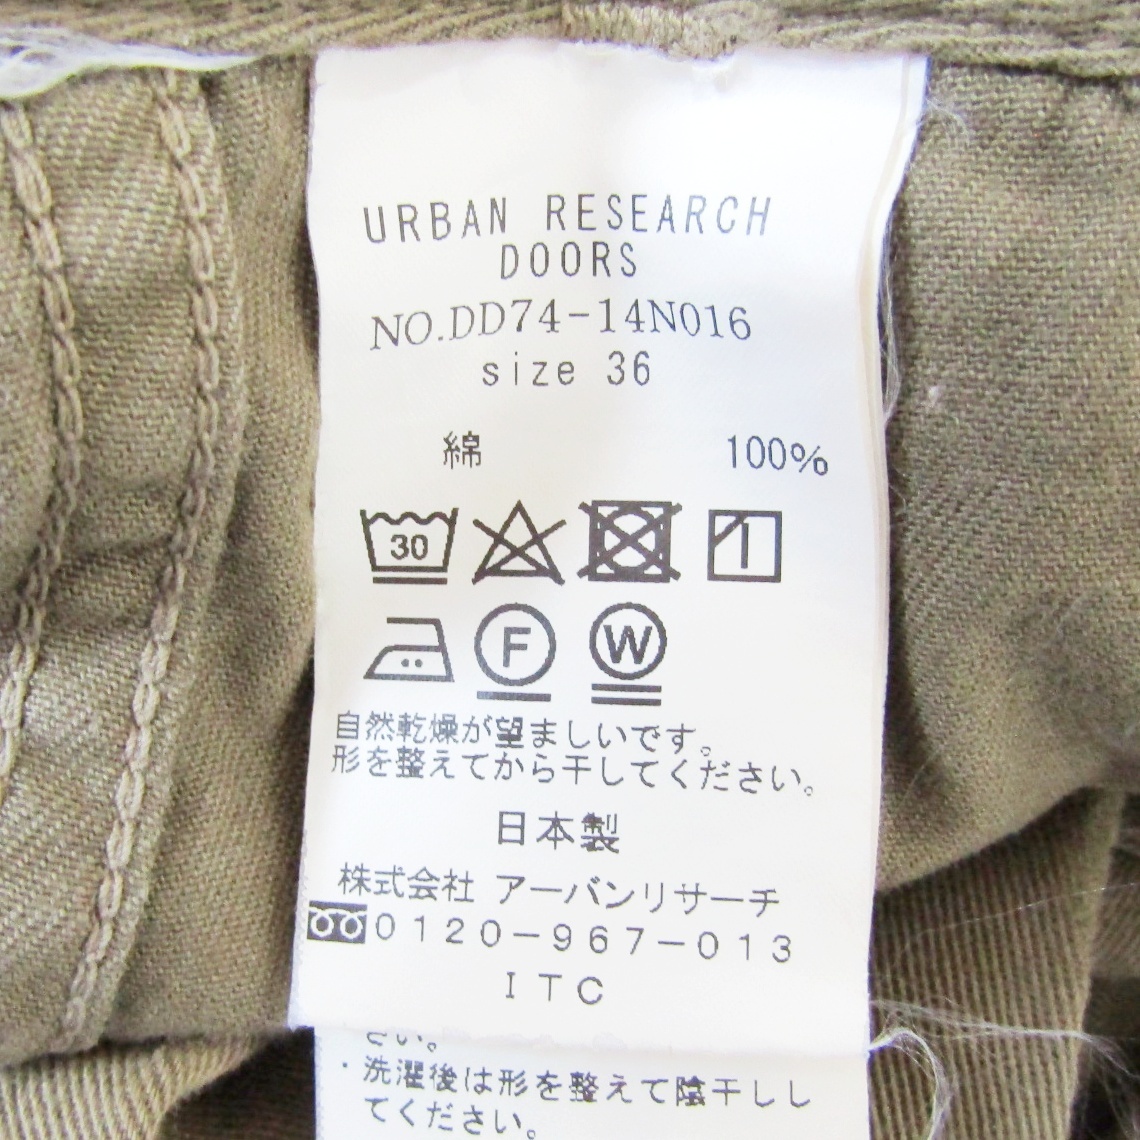 URBAN RESEARCH
DOORS
NO.DD74-14N016
size 36
綿 100%
30
F W
自然乾燥が望ましいです。
形を整えてから干してください。
日本製
株式会社 アーバンリサーチ
0120-967-013
ITC
さい。
・洗濯後は形を整えて陰干しし
てください。